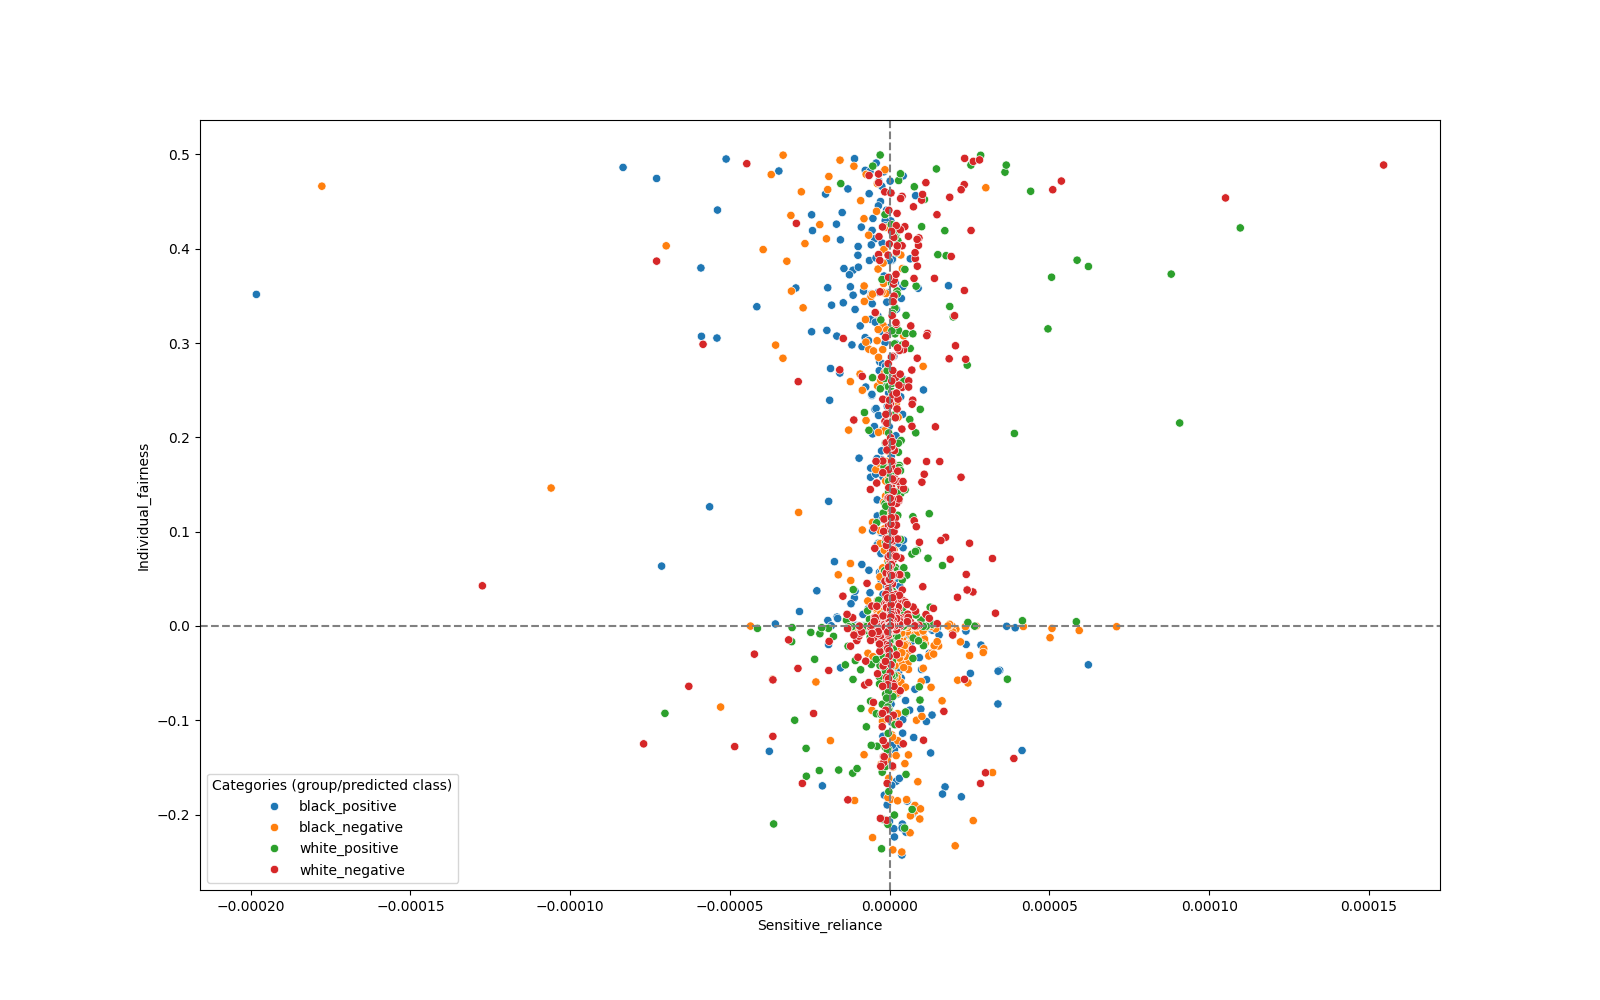 0.5
0.4
0.3
0.2
0.1
0.0
−0.1
−0.2
Individual_fairness
Categories (group/predicted class)
black_positive
black_negative
white_positive
white_negative
−0.00020 −0.00015 −0.00010 −0.00005 0.00000 0.00005 0.00010 0.00015
Sensitive_reliance